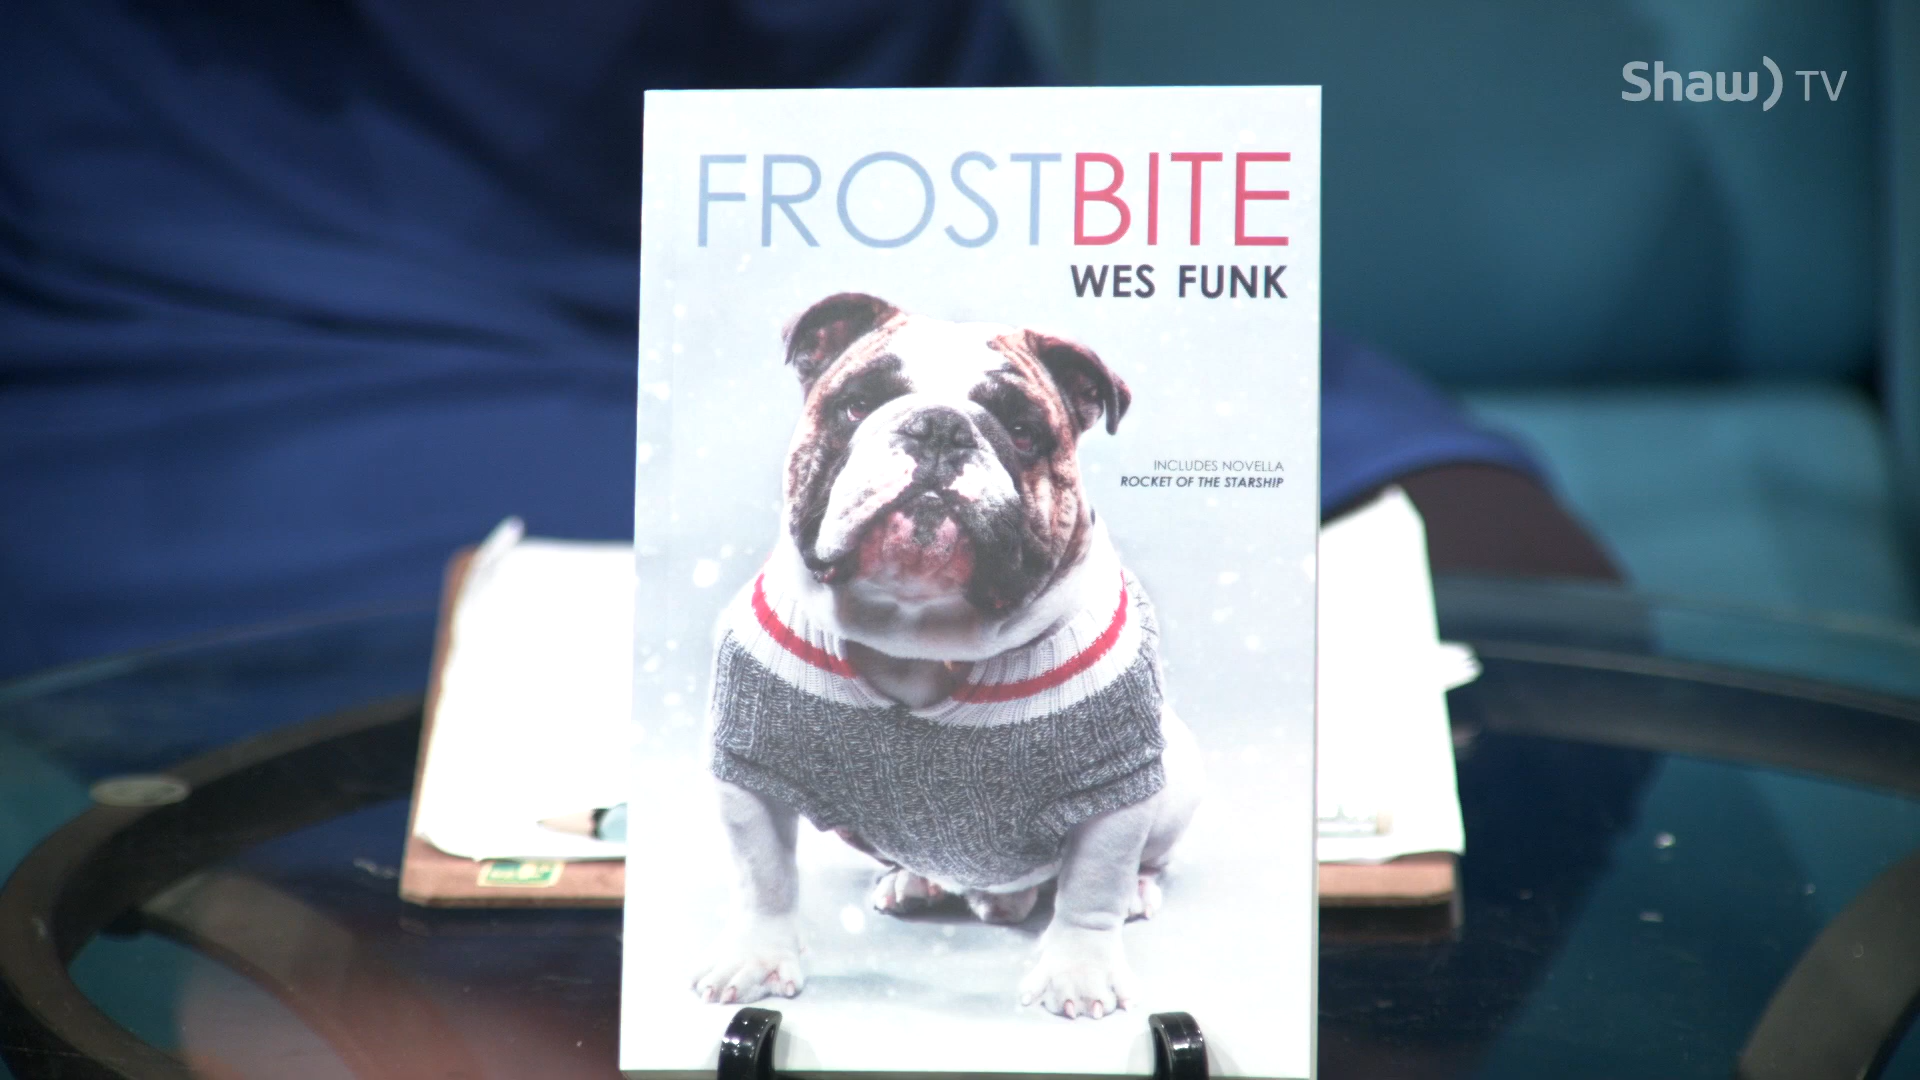 Shaw) TV
FROSTBITE
WES FUNK
INCLUDES NOVELLA
ROCKET OF THE STARSHIP